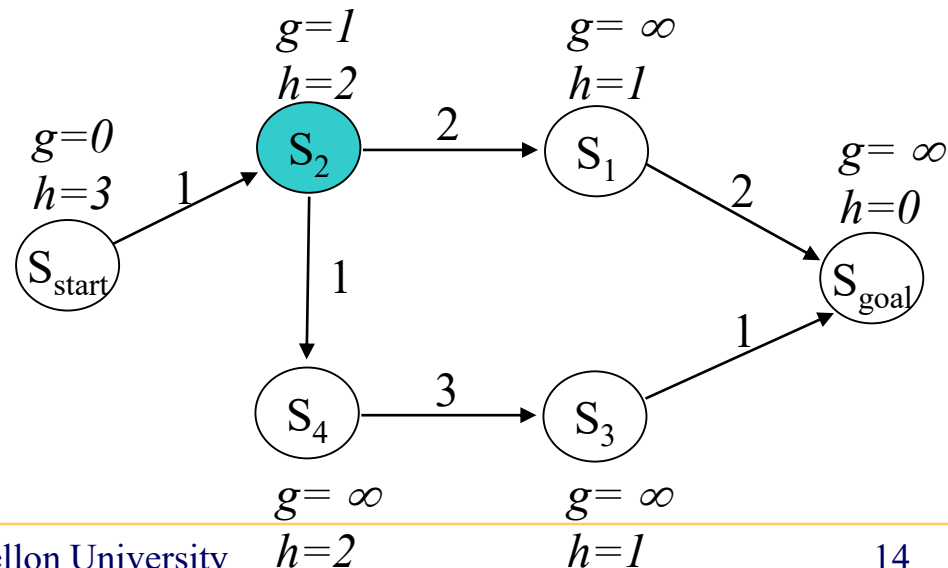 g=1
h=2
g= ∞
h=1
g=0
h=3
g= ∞
h=0
S2
2
S1
1
2
Sstart
Sgoal
1
1
S4
3
S3
g= ∞
h=2
g= ∞
h=1
ellon University
14